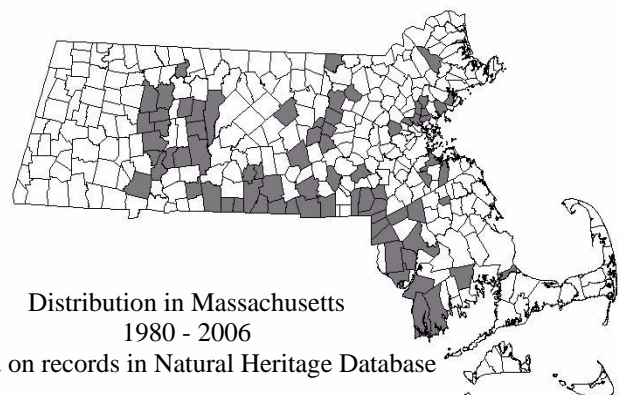 Distribution in Massachusetts
1980 - 2006
on records in Natural Heritage Database